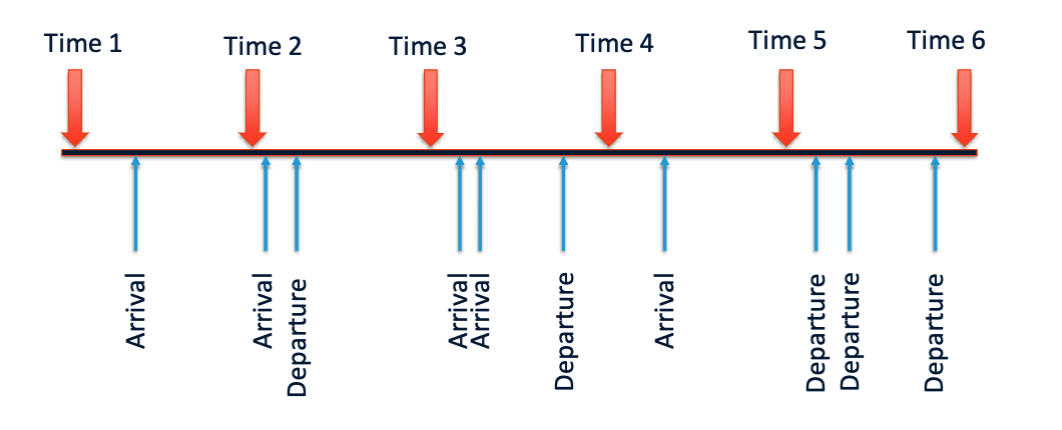 Time 1
Time 2
Time 3
Time 4
Time 5
Time 6
Arrival
Arrival
Departure
Arrival
Arrival
Departure
Arrival
Departure
Departure
Departure